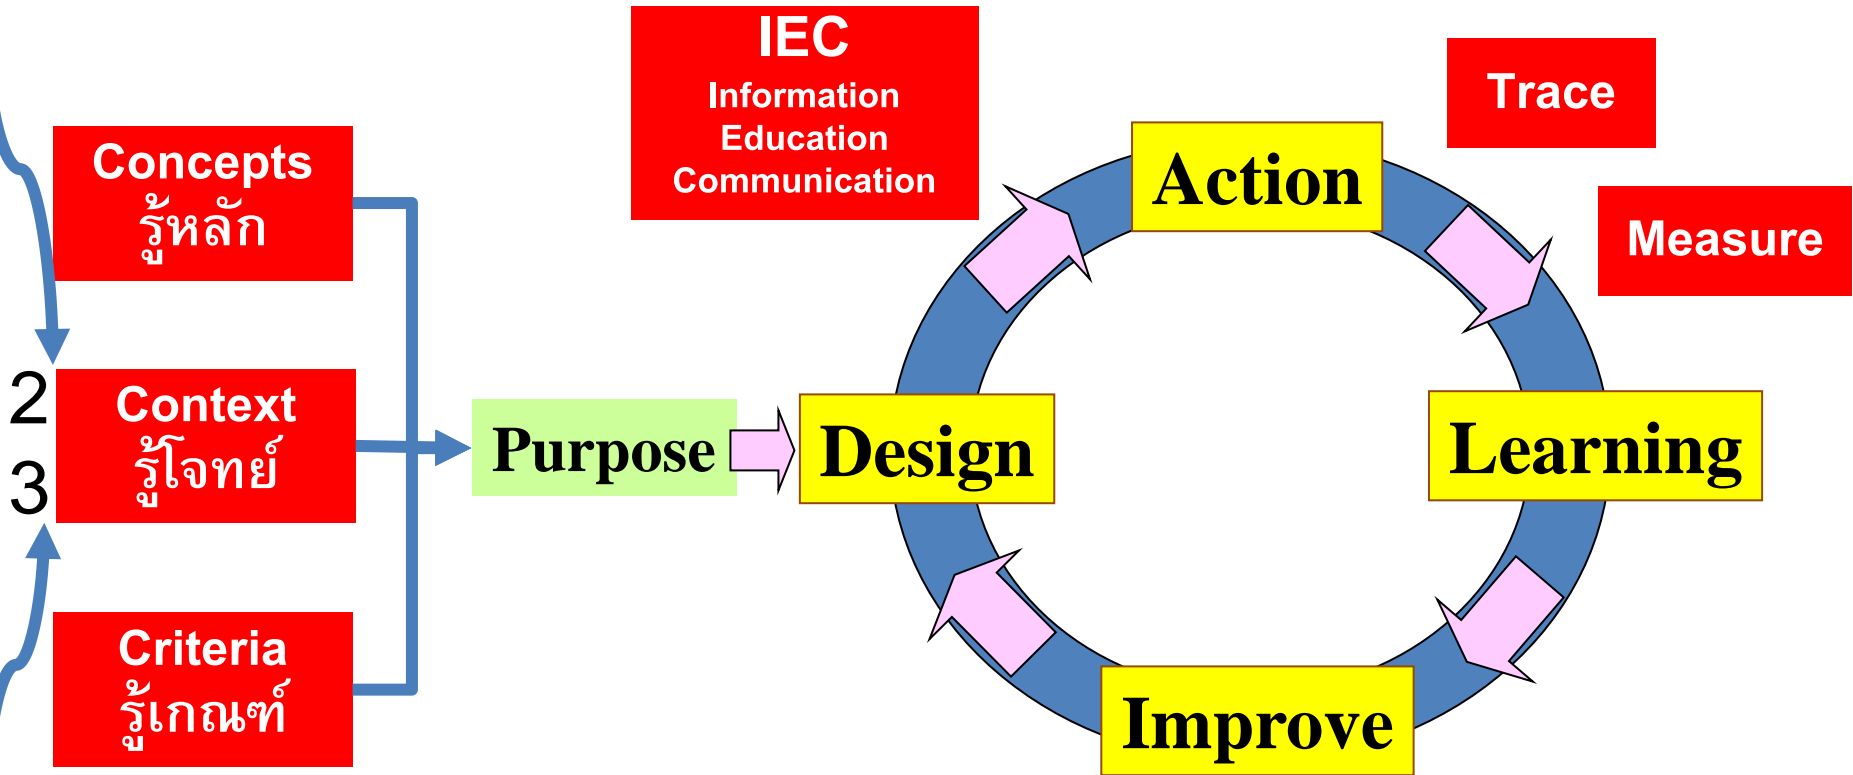 Concepts
รู้หลัก
2
3
Context
รู้โจทย์
Criteria
รู้เกณฑ์
Purpose
IEC
Information
Education
Communication
Design
Action
Trace
Measure
Learning
Improve